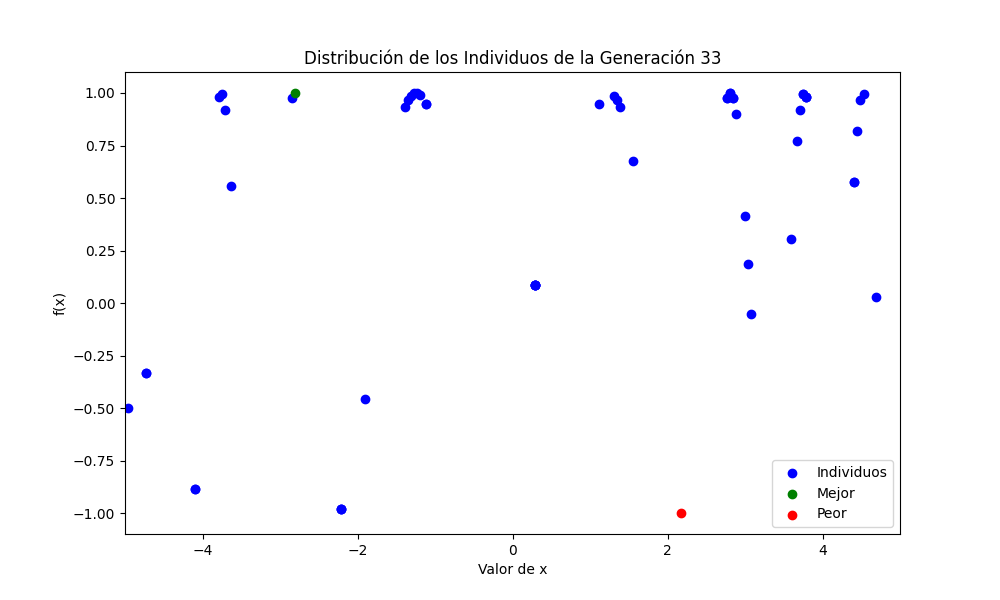 Distribución de los Individuos de la Generación 33
1.00
0.75
0.50
0.25
0.00
−0.25
−0.50
−0.75
−1.00
f(x)
Individuos
Mejor
Peor
−4
−2
0
2
4
Valor de x